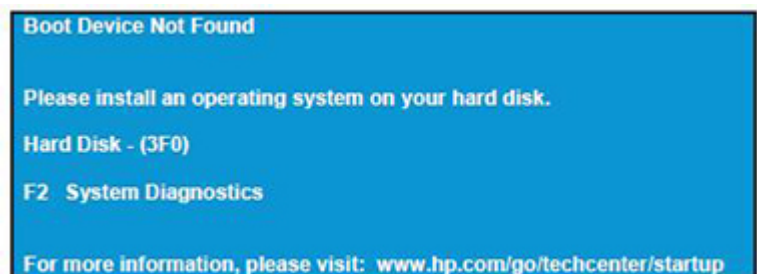 Boot Device Not Found
Please install an operating system on your hard disk.
Hard Disk - (3F0)
F2 System Diagnostics
For more information, please visit: www.hp.com/go/techcenter/startup